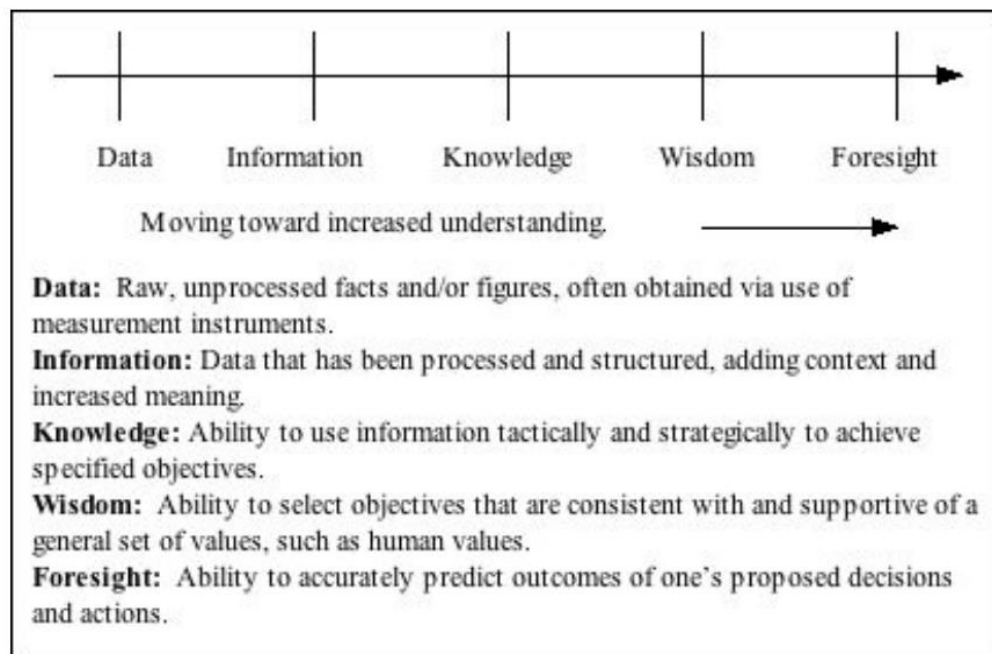 Data Information Knowledge Wisdom Foresight
Moving toward increased understanding.
Data: Raw, unprocessed facts and/or figures, often obtained via use of
measurement instruments.
Information: Data that has been processed and structured, adding context and
increased meaning.
Knowledge: Ability to use information tactically and strategically to achieve
specified objectives.
Wisdom: Ability to select objectives that are consistent with and supportive of a
general set of values, such as human values.
Foresight: Ability to accurately predict outcomes of one's proposed decisions
and actions.